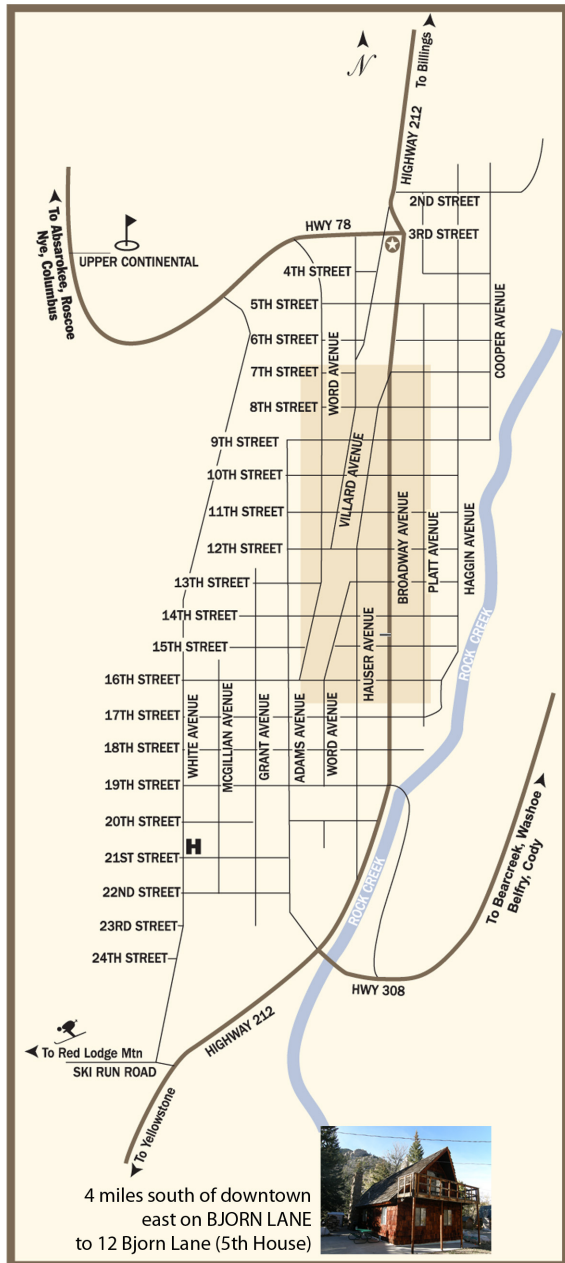 N
To Billings
HIGHWAY 212
2ND STREET
HWY 78
3RD STREET
To Absarokee, Roscoe
Nye, Columbus
UPPER CONTINENTAL
4TH STREET
5TH STREET
COOPER AVENUE
6TH STREET
WORD AVENUE
7TH STREET
8TH STREET
9TH STREET
VILLARD AVENUE
10TH STREET
11TH STREET
BROADWAY AVENUE
PLATT AVENUE
HAGGIN AVENUE
12TH STREET
13TH STREET
14TH STREET
HAUSER AVENUE
ROCK CREEK
15TH STREET
16TH STREET
WHITE AVENUE
MCGILLIAN AVENUE
GRANT AVENUE
ADAMS AVENUE
WORD AVENUE
17TH STREET
18TH STREET
19TH STREET
20TH STREET
To Bearcreek, Washoe
Belfry, Cody
H
21ST STREET
ROCK CREEK
22ND STREET
23RD STREET
24TH STREET
HWY 308
HIGHWAY 212
To Red Lodge Mtn
SKI RUN ROAD
To Yellowstone
4 miles south of downtown
east on BJORN LANE
to 12 Bjorn Lane (5th House)